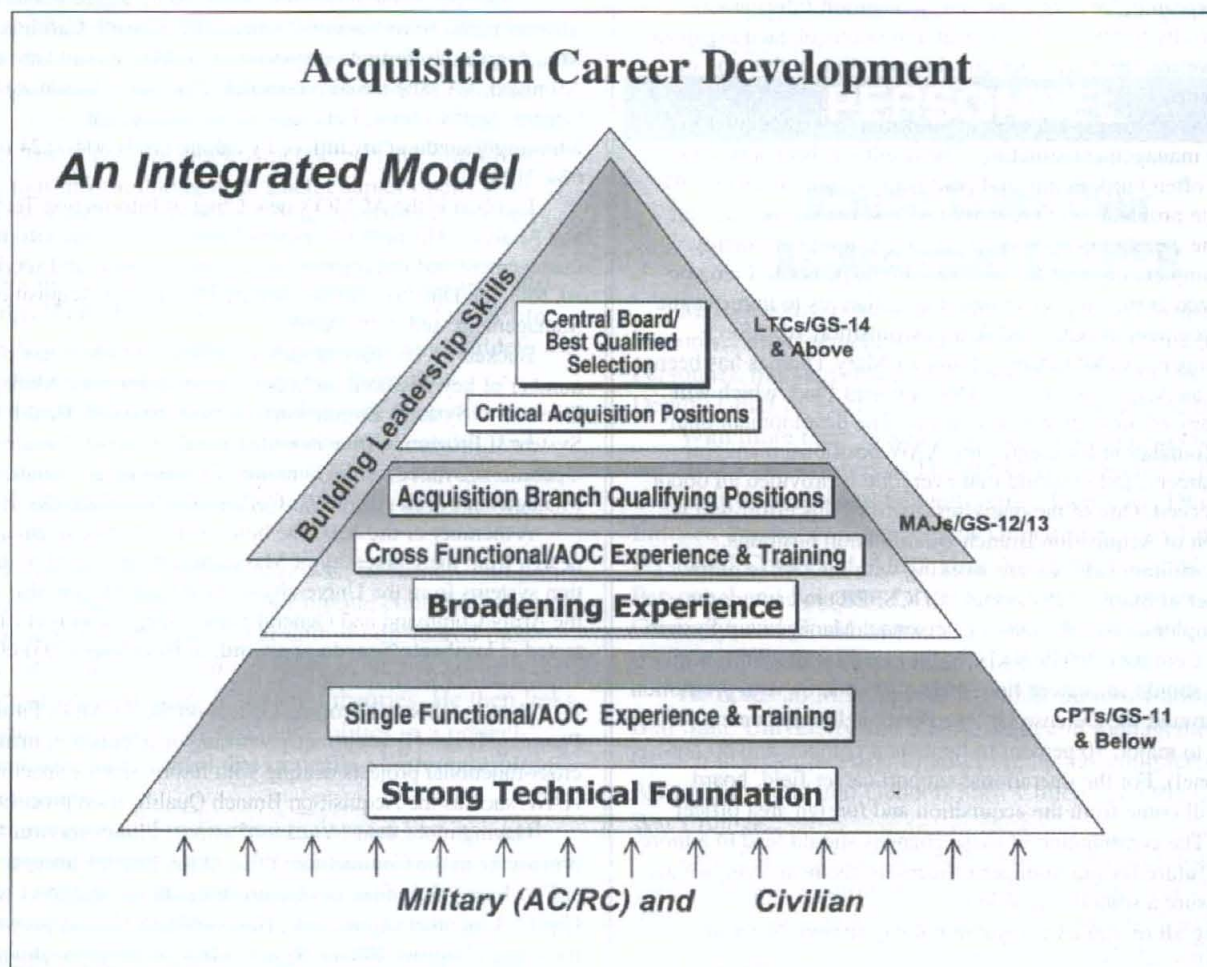 Acquisition Career Development
An Integrated Model
Building Leadership Skills
Central Board/
Best Qualified
Selection
LTCs/GS-14
& Above
Critical Acquisition Positions
Acquisition Branch Qualifying Positions
MAJs/GS-12/13
Cross Functional/AOC Experience & Training
Broadening Experience
Single Functional/AOC Experience & Training
CPTs/GS-11
& Below
Strong Technical Foundation
Military (AC/RC) and Civilian